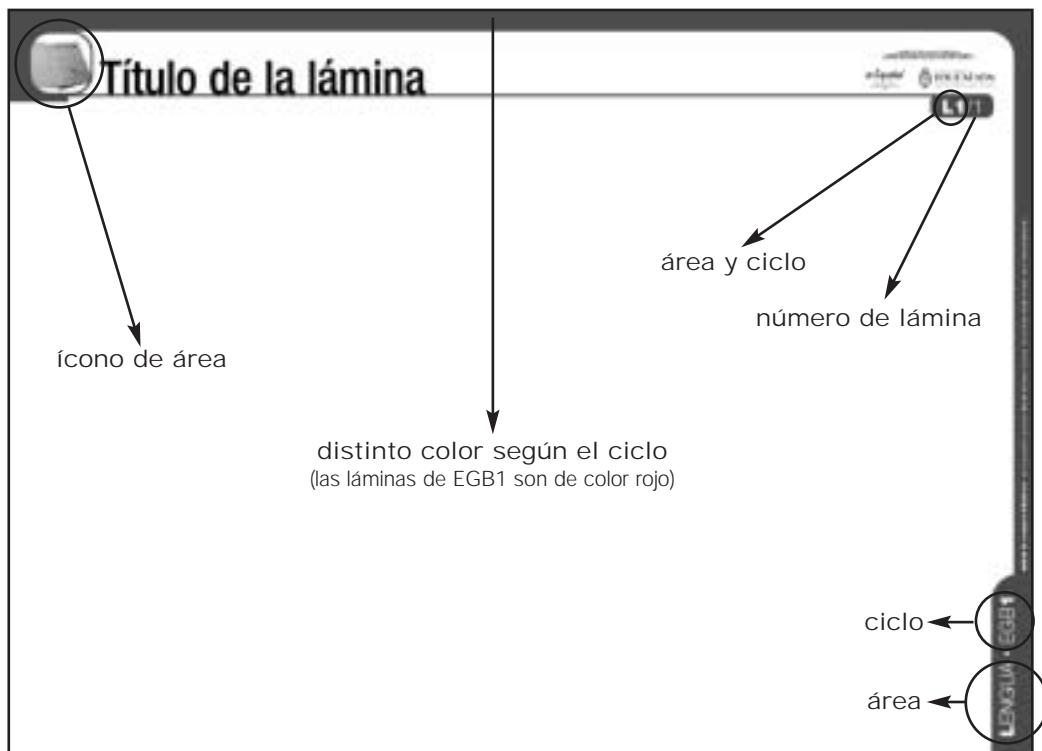 Título de la lámina
EDUCACION
L1/1
área y ciclo
número de lámina
ícono de área
distinto color según el ciclo
(las láminas de EGB1 son de color rojo)
ciclo
área
LENGUA - EGB1